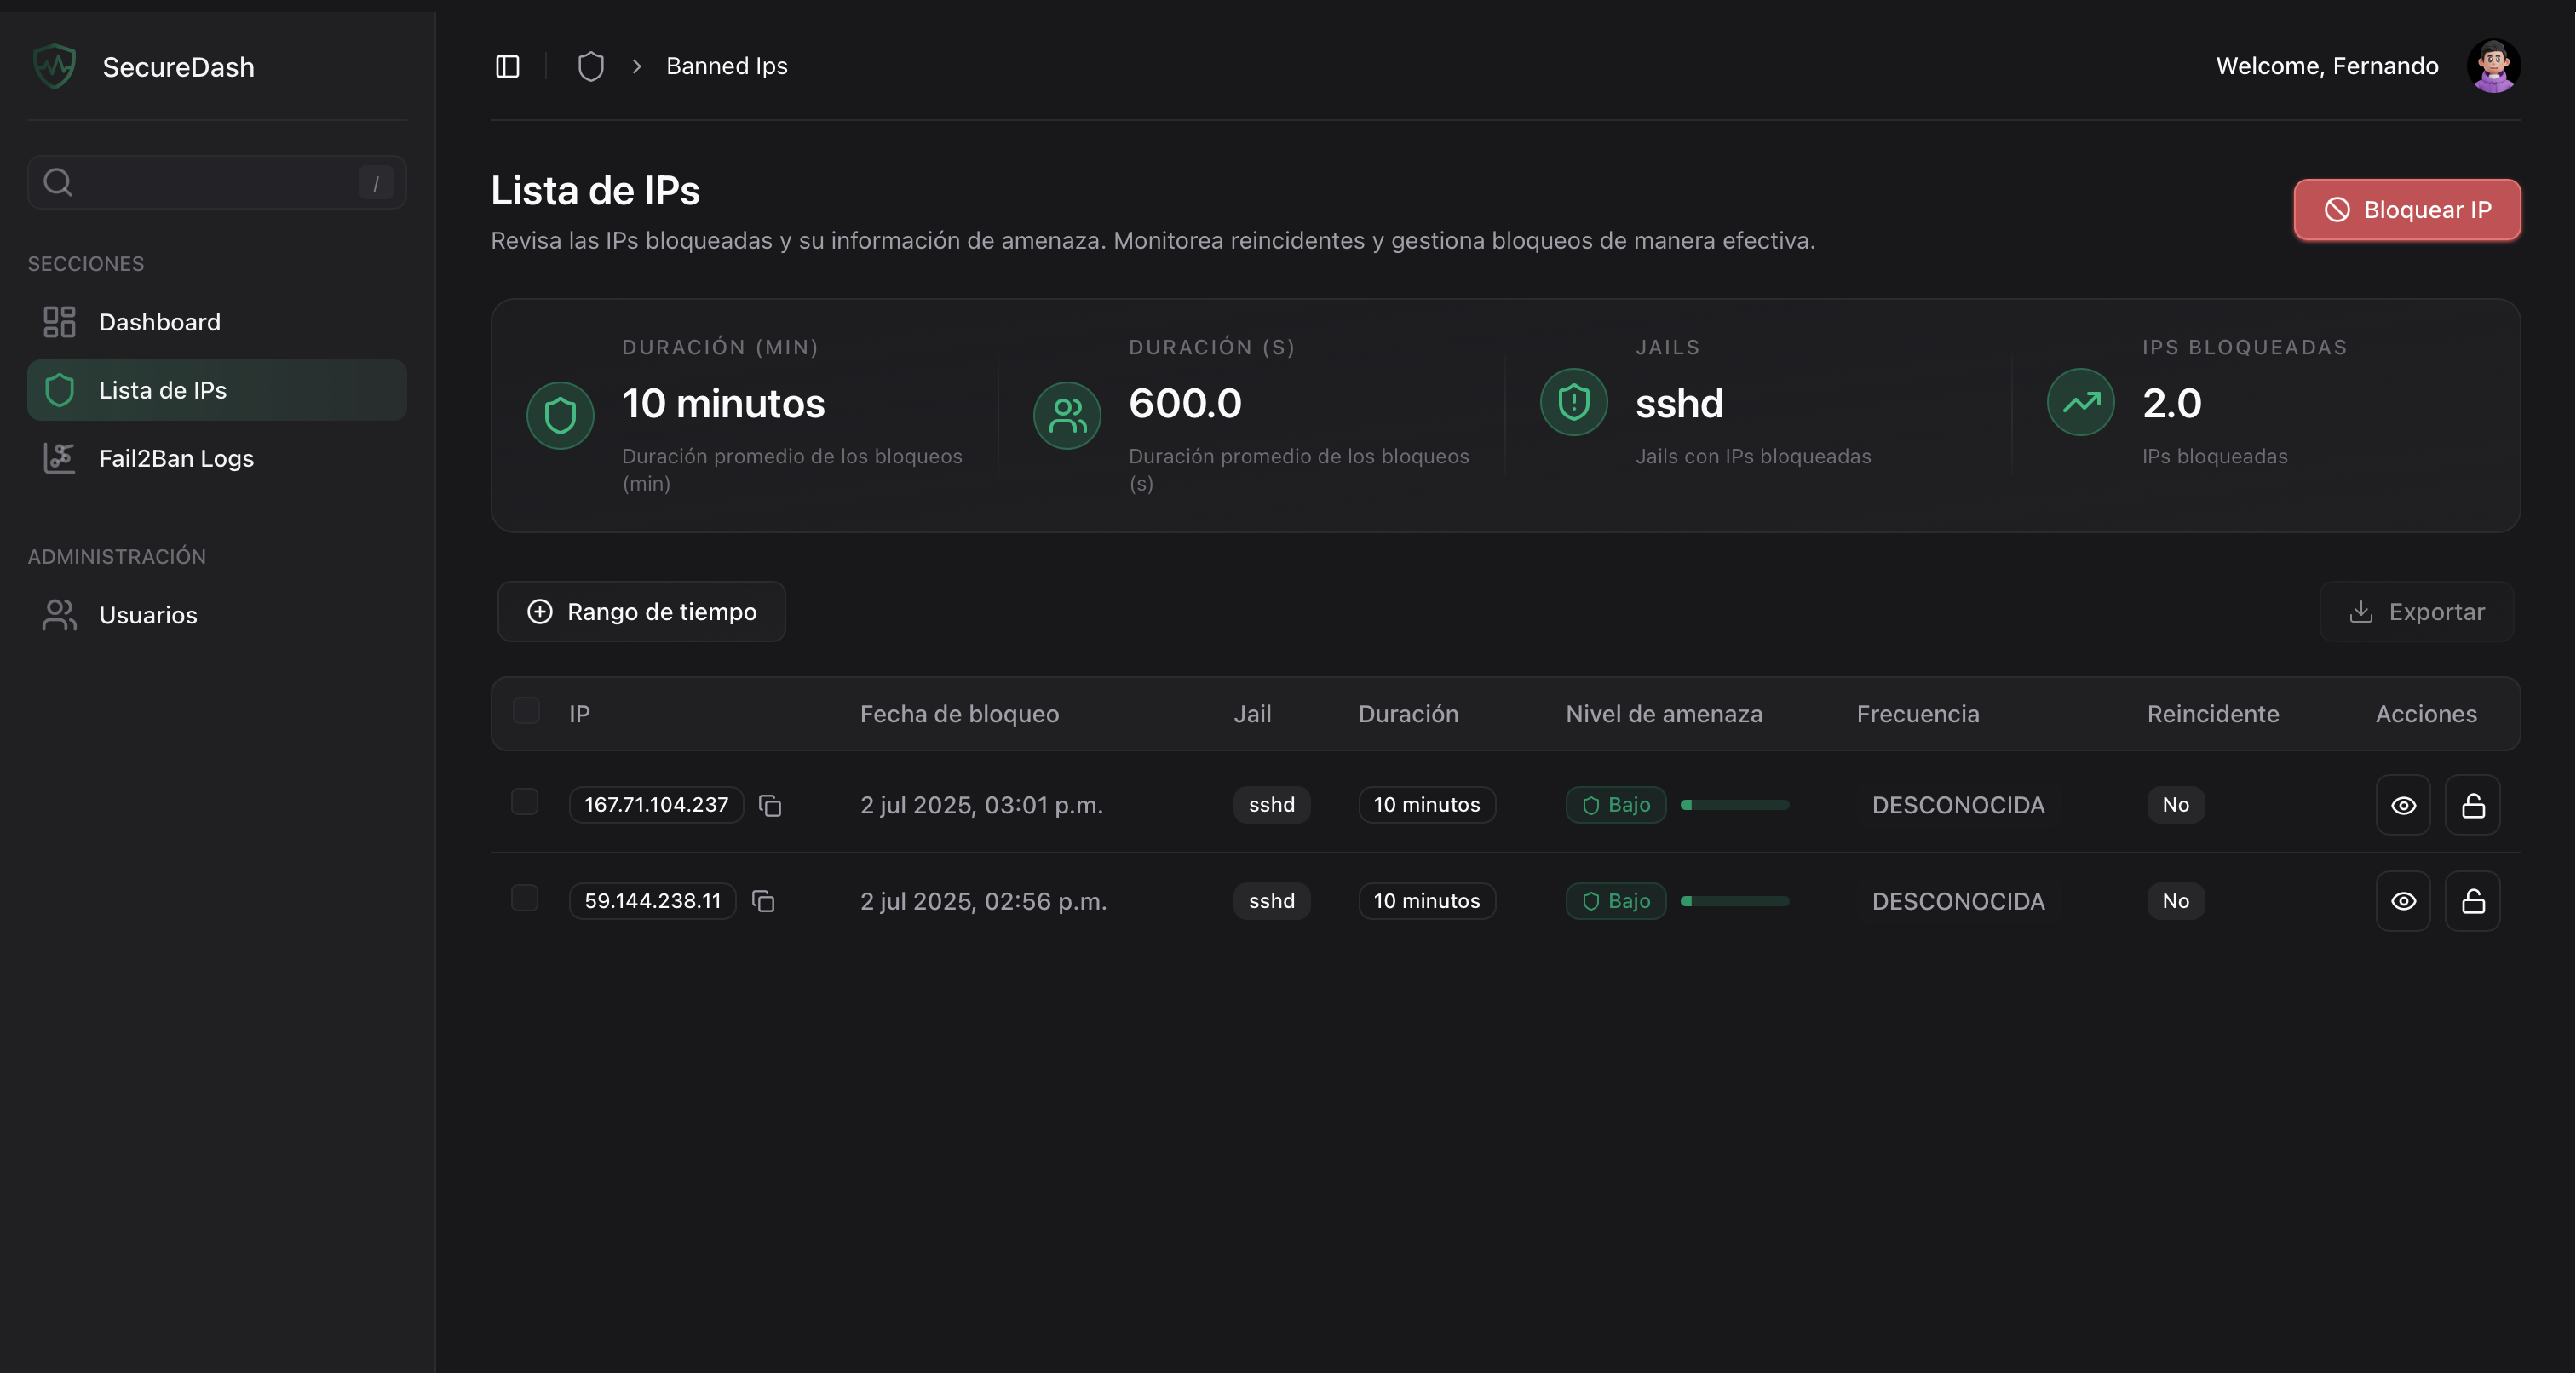 SecureDash
Banned Ips
Welcome, Fernando
/
SECCIONES
Dashboard
Lista de IPs
Fail2Ban Logs
ADMINISTRACIÓN
Usuarios
Lista de IPs
Revisa las IPs bloqueadas y su información de amenaza. Monitorea reincidentes y gestiona bloqueos de manera efectiva.
Bloquear IP
DURACIÓN (MIN)
10 minutos
Duración promedio de los bloqueos
(min)
DURACIÓN (S)
600.0
Duración promedio de los bloqueos
(s)
JAILS
sshd
Jails con IPs bloqueadas
IPS BLOQUEADAS
2.0
IPs bloqueadas
Rango de tiempo
Exportar
IP Fecha de bloqueo Jail Duración Nivel de amenaza Frecuencia Reincidente Acciones
167.71.104.237 2 jul 2025, 03:01 p.m. sshd 10 minutos Bajo DESCONOCIDA No
59.144.238.11 2 jul 2025, 02:56 p.m. sshd 10 minutos Bajo DESCONOCIDA No